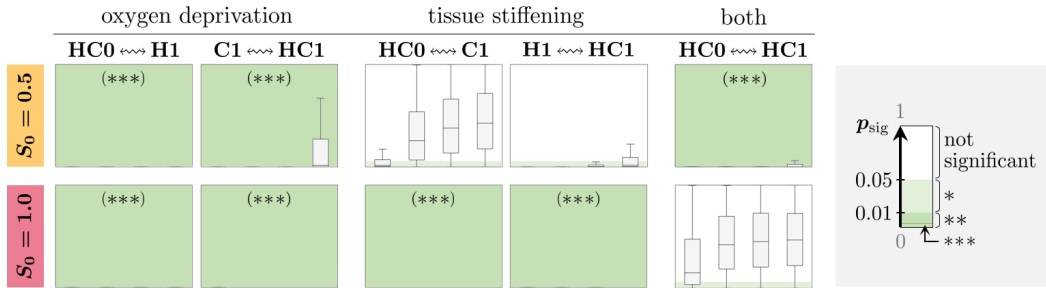 oxygen deprivation tissue stiffening both
HC0 ↭ H1 C1 ↭ HC1 HC0 ↭ C1 H1 ↭ HC1 HC0 ↭ HC1
S₀ = 0.5
(***) (***) (***)
S₀ = 1.0
(***) (***) (***) (***)
1
p_sig
not
significant
0.05
*
0.01
**
0
***